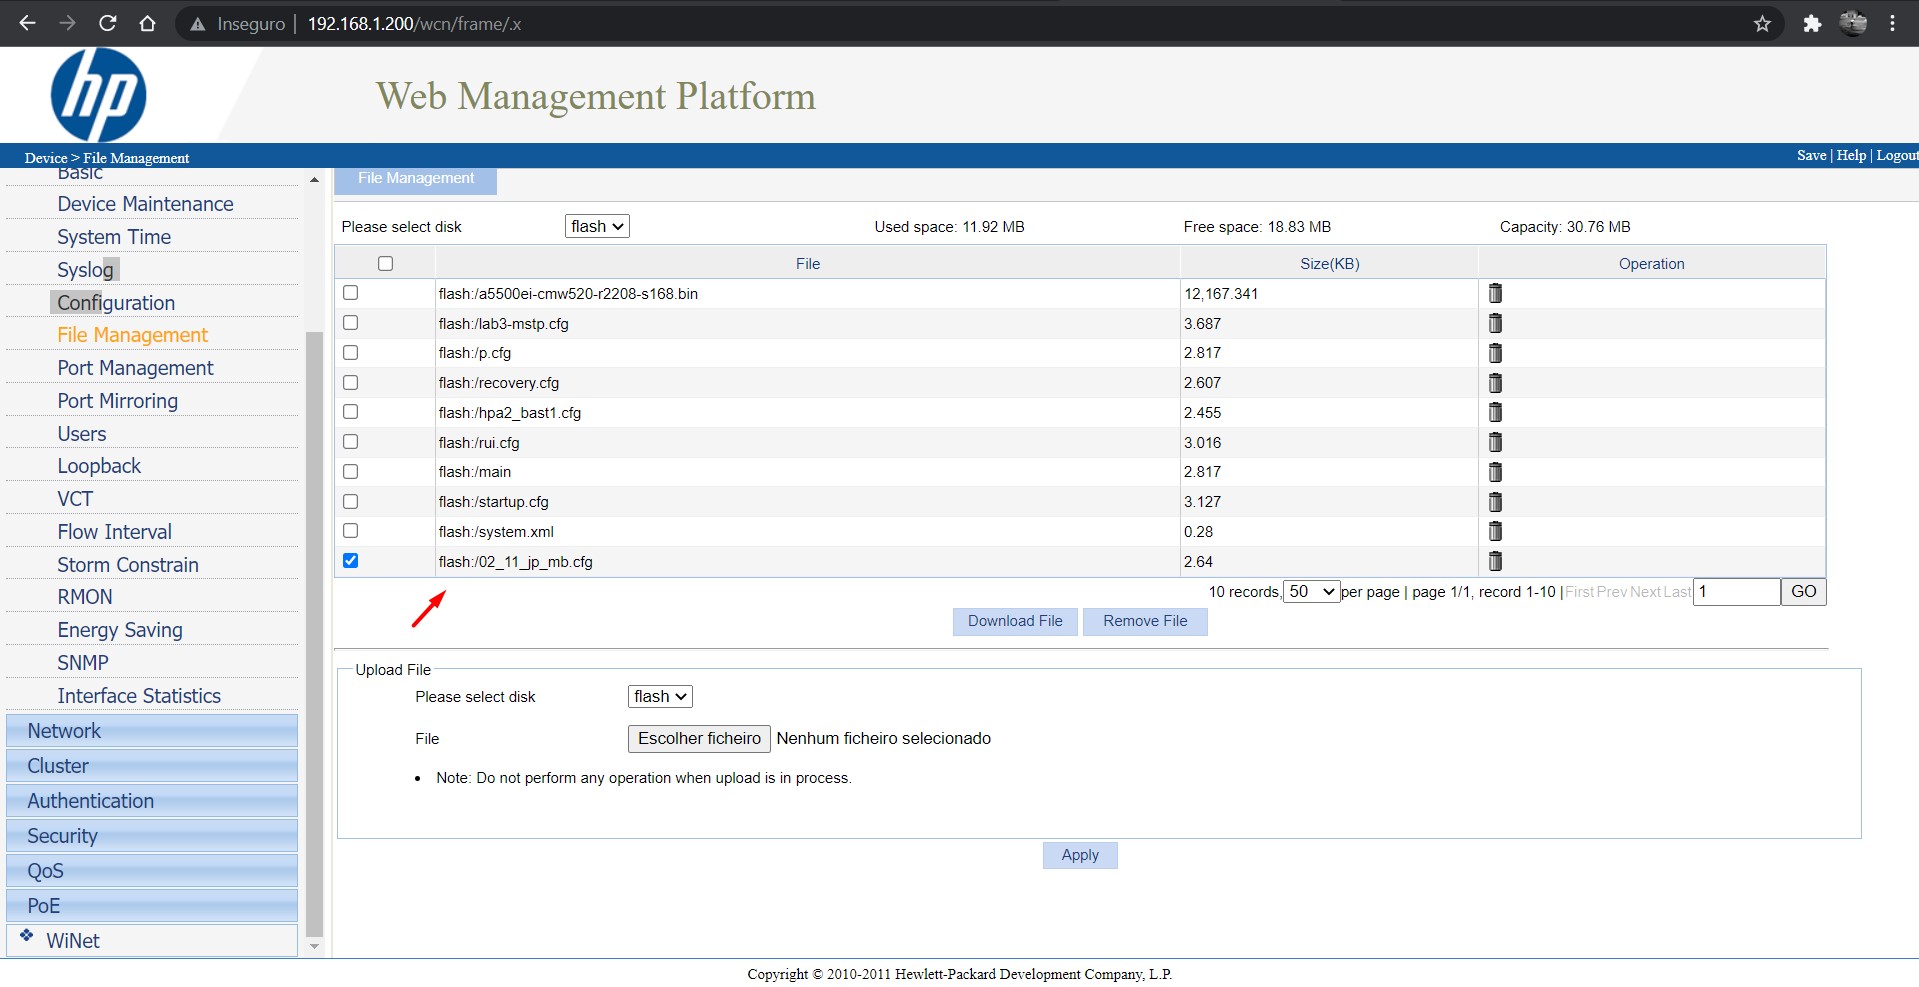 Inseguro | 192.168.1.200/wcn/frame/.x
hp
Web Management Platform
Device > File Management
Save | Help | Logout
Basic
Device Maintenance
System Time
Syslog
Configuration
File Management
Port Management
Port Mirroring
Users
Loopback
VCT
Flow Interval
Storm Constrain
RMON
Energy Saving
SNMP
Interface Statistics
Network
Cluster
Authentication
Security
QoS
PoE
WiNet
File Management
Please select disk flash Used space: 11.92 MB Free space: 18.83 MB Capacity: 30.76 MB
File Size(KB) Operation
flash:/a5500ei-cmw520-r2208-s168.bin 12,167.341
flash:/lab3-mstp.cfg 3.687
flash:/p.cfg 2.817
flash:/recovery.cfg 2.607
flash:/hpa2_bast1.cfg 2.455
flash:/rui.cfg 3.016
flash:/main 2.817
flash:/startup.cfg 3.127
flash:/system.xml 0.28
flash:/02_11_jp_mb.cfg 2.64
10 records, 50 per page | page 1/1, record 1-10 | First Prev Next Last 1 GO
Download File Remove File
Upload File
Please select disk flash
File Escolher ficheiro Nenhum ficheiro selecionado
• Note: Do not perform any operation when upload is in process.
Apply
Copyright © 2010-2011 Hewlett-Packard Development Company, L.P.